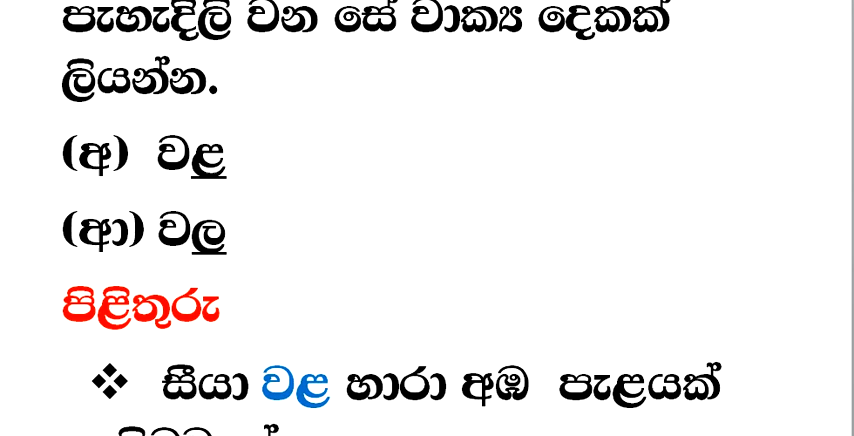 පැහැදිලි වන සේ වාක්‍ය දෙකක්
ලියන්න.
(අ) වළ
(ආ) වල
පිළිතුරු
❖ සීයා වළ හාරා අඹ පැළයක්